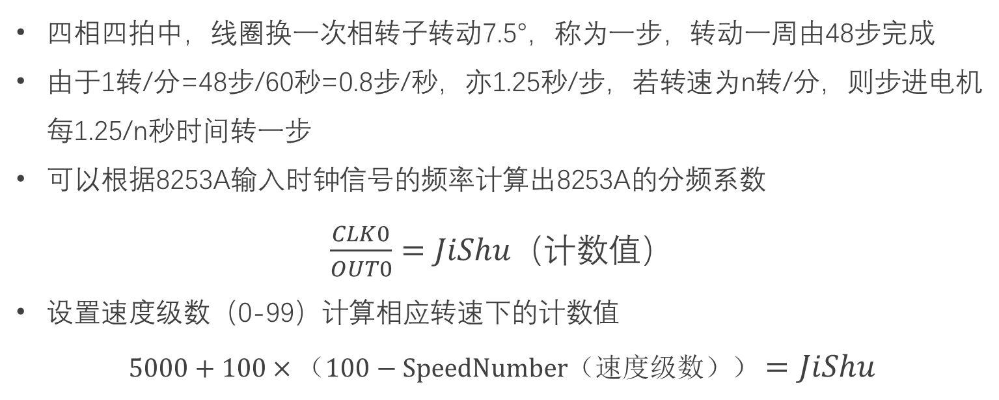 • 四相四拍中，线圈换一次相转子转动7.5°，称为一步，转动一周由48步完成
• 由于1转/分=48步/60秒=0.8步/秒，亦1.25秒/步，若转速为n转/分，则步进电机
每1.25/n秒时间转一步
• 可以根据8253A输入时钟信号的频率计算出8253A的分频系数
CLK0/OUT0 = JiShu（计数值）
• 设置速度级数（0-99）计算相应转速下的计数值
5000 + 100 ×（100 − SpeedNumber（速度级数）） = JiShu